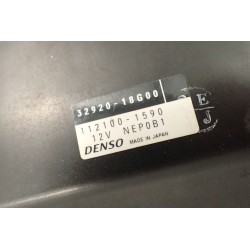 32920-18G00
112100-1590
12V NEP0B1
DENSO MADE IN JAPAN
E
J